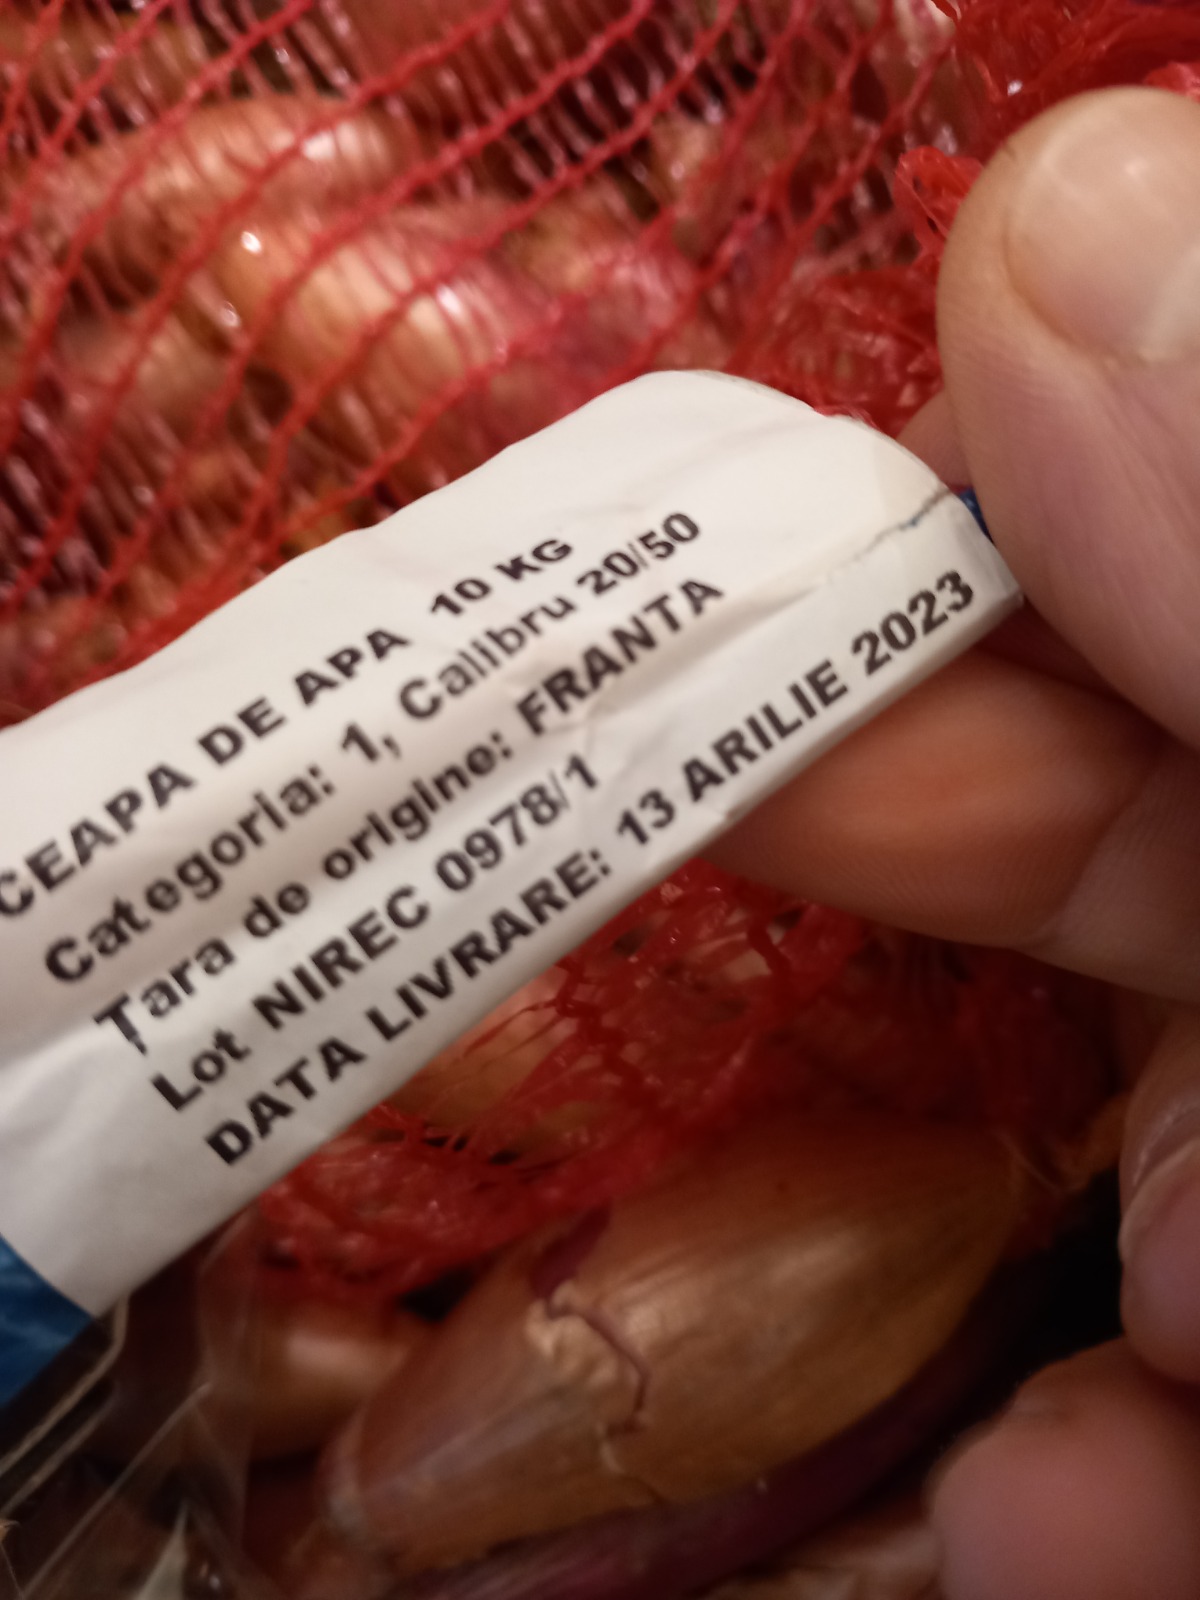 CEAPA DE APA 10 KG
Categoria: 1, Calibru 20/50
Tara de origine: FRANTA
Lot NIREC 0978/1
DATA LIVRARE: 13 ARILIE 2023